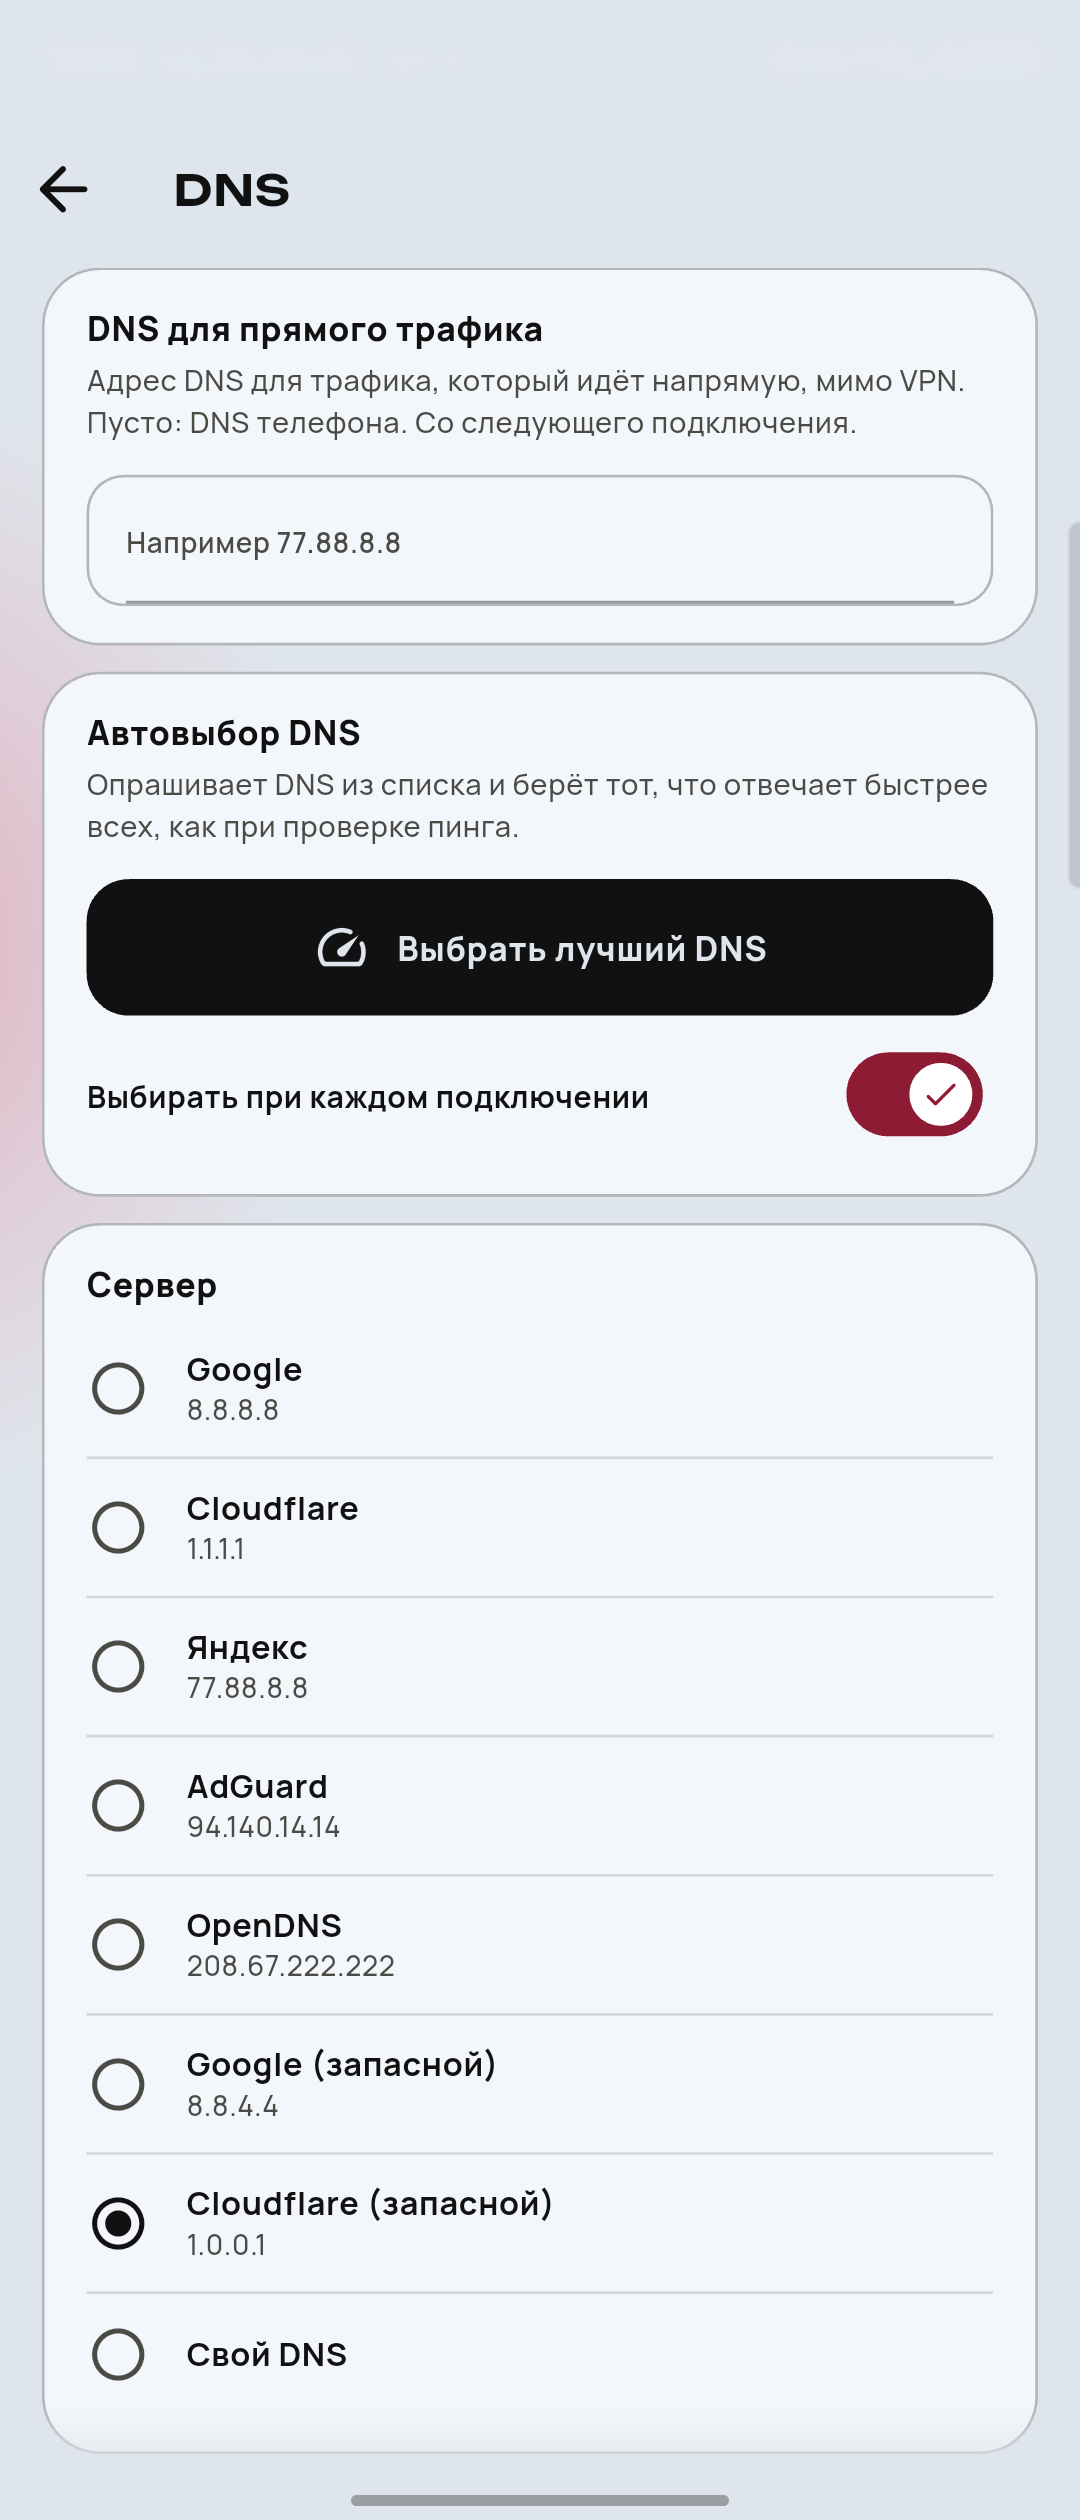 DNS
DNS для прямого трафика
Адрес DNS для трафика, который идёт напрямую, мимо VPN.
Пусто: DNS телефона. Со следующего подключения.
Например 77.88.8.8
Автовыбор DNS
Опрашивает DNS из списка и берёт тот, что отвечает быстрее
всех, как при проверке пинга.
Выбрать лучший DNS
Выбирать при каждом подключении
Сервер
Google
8.8.8.8
Cloudflare
1.1.1.1
Яндекс
77.88.8.8
AdGuard
94.140.14.14
OpenDNS
208.67.222.222
Google (запасной)
8.8.4.4
Cloudflare (запасной)
1.0.0.1
Свой DNS